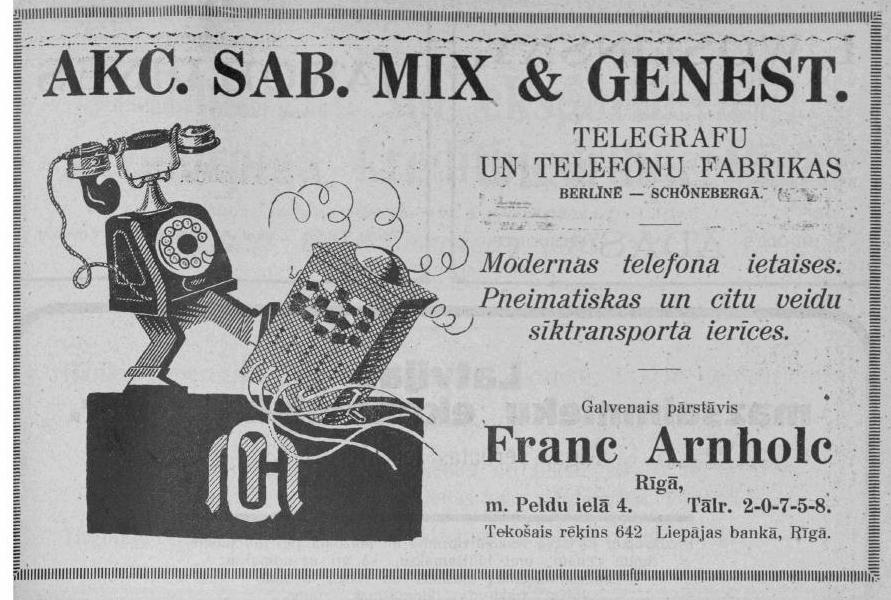 AKC. SAB. MIX & GENEST.
TELEGRAFU
UN TELEFONU FABRIKAS
BERLINĒ — SCHÖNEBERGĀ.
Modernas telefona ietaises.
Pneimatiskas un citu veidu
sīktransporta ierīces.
Galvenais pārstāvis
Franc Arnholc
Rīgā,
m. Peldu ielā 4. Tālr. 2-0-7-5-8.
Tekošais rēķins 642 Liepājas bankā, Rīgā.